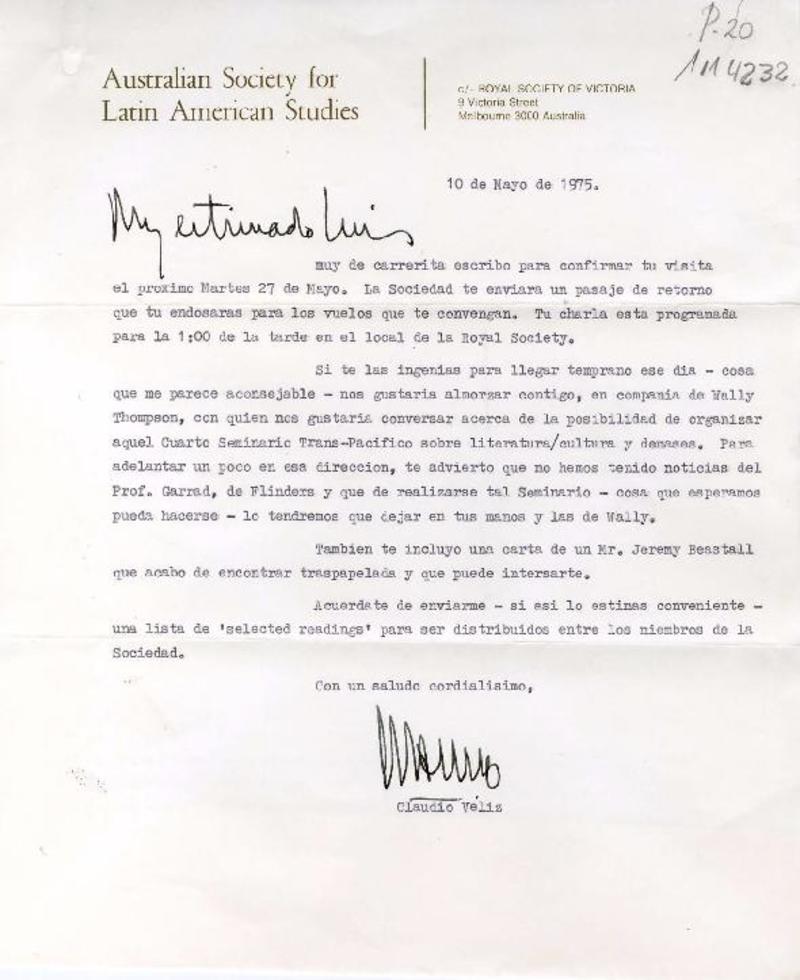 P. 20
1M 4232
Australian Society for
Latin American Studies
c/- ROYAL SOCIETY OF VICTORIA
9 Victoria Street
Melbourne 3000 Australia
10 de Mayo de 1975.
My estimado Luis
muy de carrerita escribo para confirmar tu visita
el proximo Martes 27 de Mayo. La Sociedad te enviara un pasaje de retorno
que tu endosaras para los vuelos que te convengan. Tu charla esta programada
para la 1:00 de la tarde en el local de la Royal Society.
Si te las ingenias para llegar temprano ese dia - cosa
que me parece aconsejable - nos gustaria almorzar contigo, en compania de Wally
Thompson, con quien nos gustaria conversar acerca de la posibilidad de organizar
aquel Cuarto Seminario Trans-Pacifico sobre literatura/cultura y demases. Para
adelantar un poco en esa direccion, te advierto que no hemos tenido noticias del
Prof. Garrad, de Flinders y que de realizarse tal Seminario - cosa que esperamos
pueda hacerse - lo tendremos que dejar en tus manos y las de Wally.
Tambien te incluyo una carta de un Mr. Jeremy Beastall
que acabo de encontrar traspapelada y que puede intersarte.
Acuerdate de enviarme - si asi lo estimas conveniente -
una lista de 'selected readings' para ser distribuidos entre los miembros de la
Sociedad.
Con un saludo cordialisimo,
Claudio Véliz